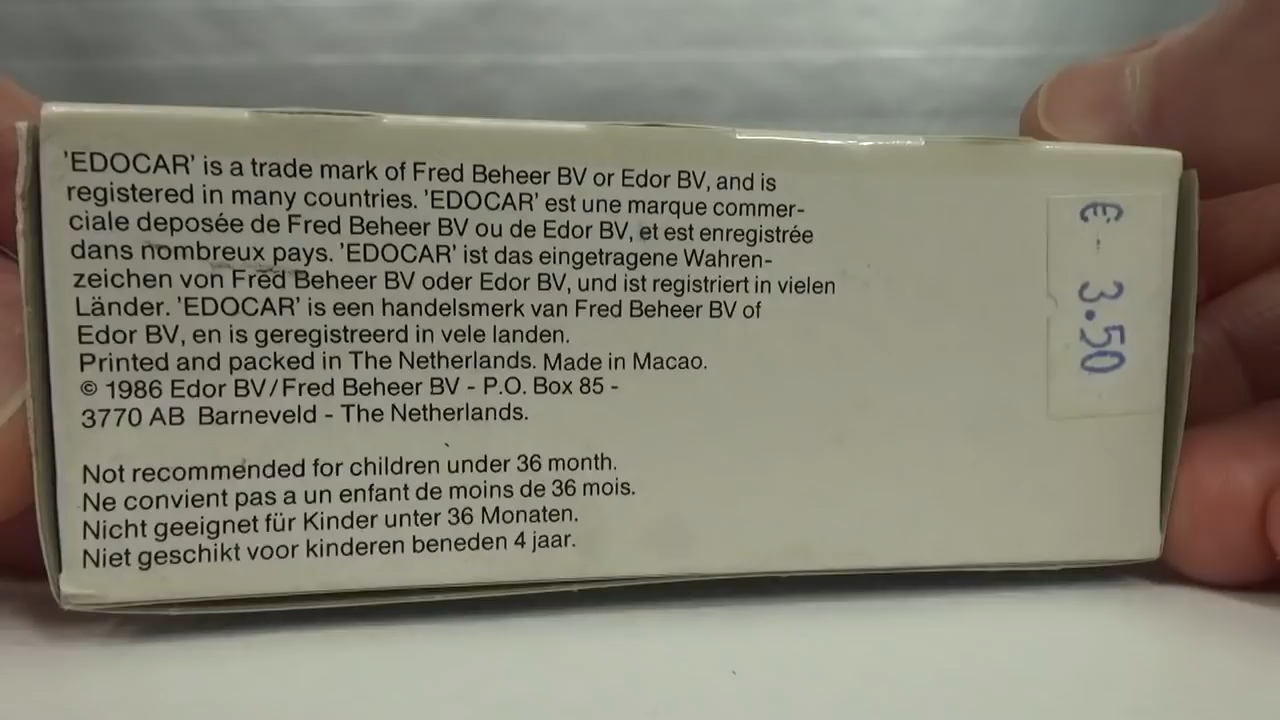 'EDOCAR' is a trade mark of Fred Beheer BV or Edor BV, and is
registered in many countries. 'EDOCAR' est une marque commer-
ciale deposée de Fred Beheer BV ou de Edor BV, et est enregistrée
dans nombreux pays. 'EDOCAR' ist das eingetragene Wahren-
zeichen von Fred Beheer BV oder Edor BV, und ist registriert in vielen
Länder. 'EDOCAR' is een handelsmerk van Fred Beheer BV of
Edor BV, en is geregistreerd in vele landen.
Printed and packed in The Netherlands. Made in Macao.
© 1986 Edor BV/Fred Beheer BV - P.O. Box 85 -
3770 AB Barneveld - The Netherlands.
Not recommended for children under 36 month.
Ne convient pas a un enfant de moins de 36 mois.
Nicht geeignet für Kinder unter 36 Monaten.
Niet geschikt voor kinderen beneden 4 jaar.
€ 3.50